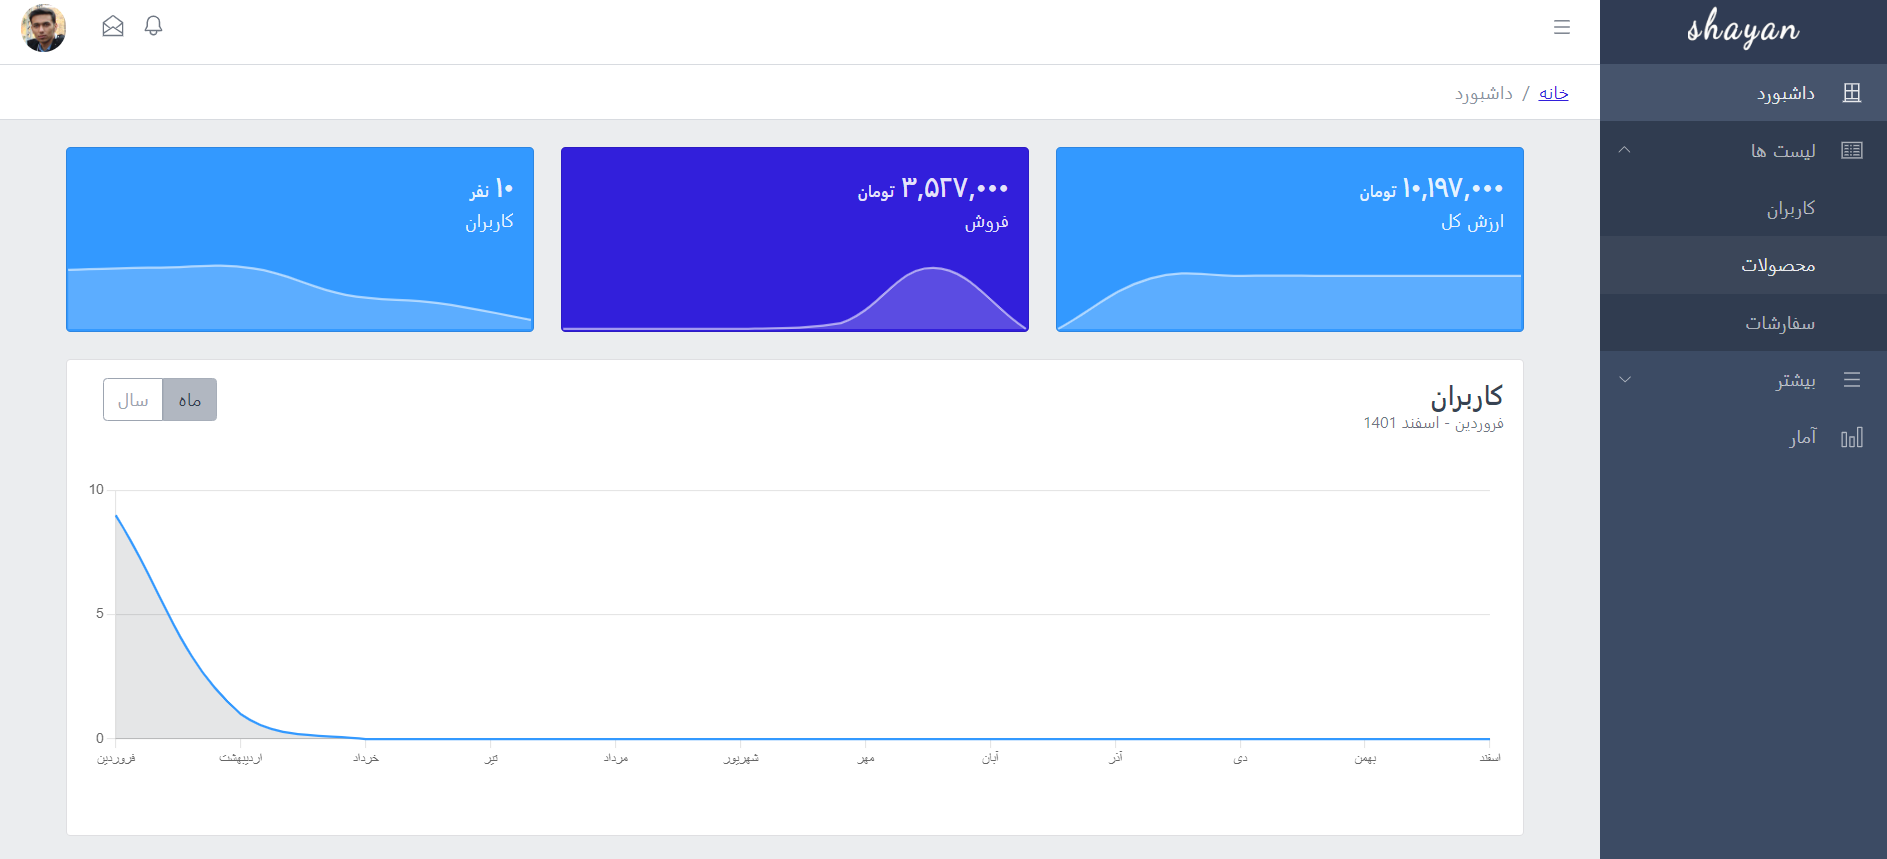 shayan
داشبورد
لیست ها
کاربران
محصولات
سفارشات
بیشتر
آمار
خانه / داشبورد
۱۰,۱۹۷,۰۰۰ تومان
ارزش کل
۳,۵۲۷,۰۰۰ تومان
فروش
۱۰ نفر
کاربران
کاربران
فروردین - اسفند 1401
ماه
سال
10
5
0
فروردین
اردیبهشت
خرداد
تیر
مرداد
شهریور
مهر
آبان
آذر
دی
بهمن
اسفند